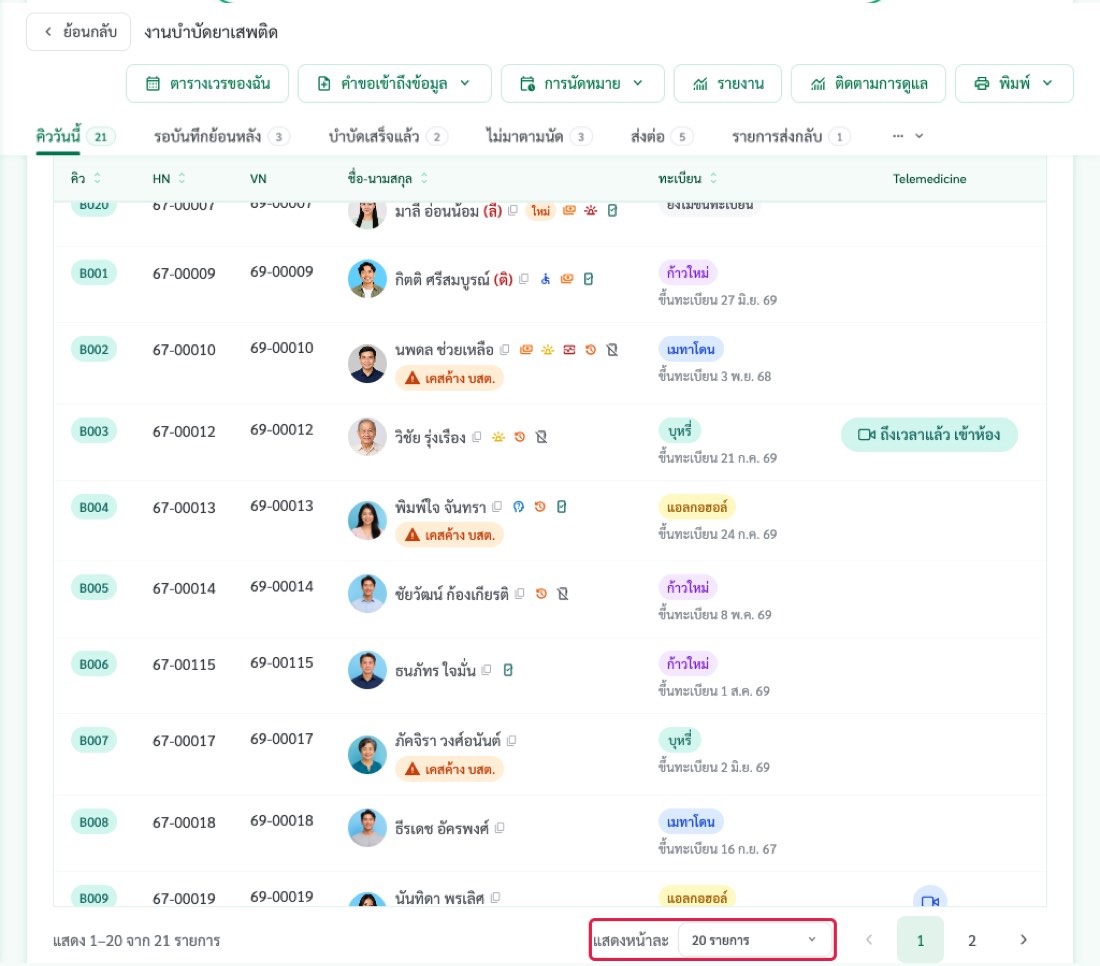 ย้อนกลับ งานบำบัดยาเสพติด
ตารางเวรของฉัน คำขอเข้าถึงข้อมูล การนัดหมาย รายงาน ติดตามการดูแล พิมพ์
คิววันนี้ 21 รอบันทึกย้อนหลัง 3 บำบัดเสร็จแล้ว 2 ไม่มาตามนัด 3 ส่งต่อ 5 รายการส่งกลับ 1 ...
คิว HN VN ชื่อ-นามสกุล ทะเบียน Telemedicine
B020 67-00007 69-00007 มาลี อ่อนน้อม (ลี) ใหม่ ยังไม่ขึ้นทะเบียน
B001 67-00009 69-00009 กิตติ ศรีสมบูรณ์ (ติ) ก้าวใหม่
ขึ้นทะเบียน 27 มิ.ย. 69
B002 67-00010 69-00010 นพดล ช่วยเหลือ เมทาโดน
เคสค้าง บสต. ขึ้นทะเบียน 3 พ.ย. 68
B003 67-00012 69-00012 วิชัย รุ่งเรือง บุหรี่ ถึงเวลาแล้ว เข้าห้อง
ขึ้นทะเบียน 21 ก.ค. 69
B004 67-00013 69-00013 พิมพ์ใจ จันทรา แอลกอฮอล์
เคสค้าง บสต. ขึ้นทะเบียน 24 ก.ค. 69
B005 67-00014 69-00014 ชัยวัฒน์ ก้องเกียรติ ก้าวใหม่
ขึ้นทะเบียน 8 พ.ค. 69
B006 67-00115 69-00115 ธนภัทร ใจมั่น ก้าวใหม่
ขึ้นทะเบียน 1 ส.ค. 69
B007 67-00017 69-00017 ภัคจิรา วงศ์อนันต์ บุหรี่
เคสค้าง บสต. ขึ้นทะเบียน 2 มิ.ย. 69
B008 67-00018 69-00018 ธีรเดช อัครพงศ์ เมทาโดน
ขึ้นทะเบียน 16 ก.ย. 67
B009 67-00019 69-00019 นันทิดา พรเลิศ แอลกอฮอล์
แสดง 1–20 จาก 21 รายการ แสดงหน้าละ 20 รายการ 1 2